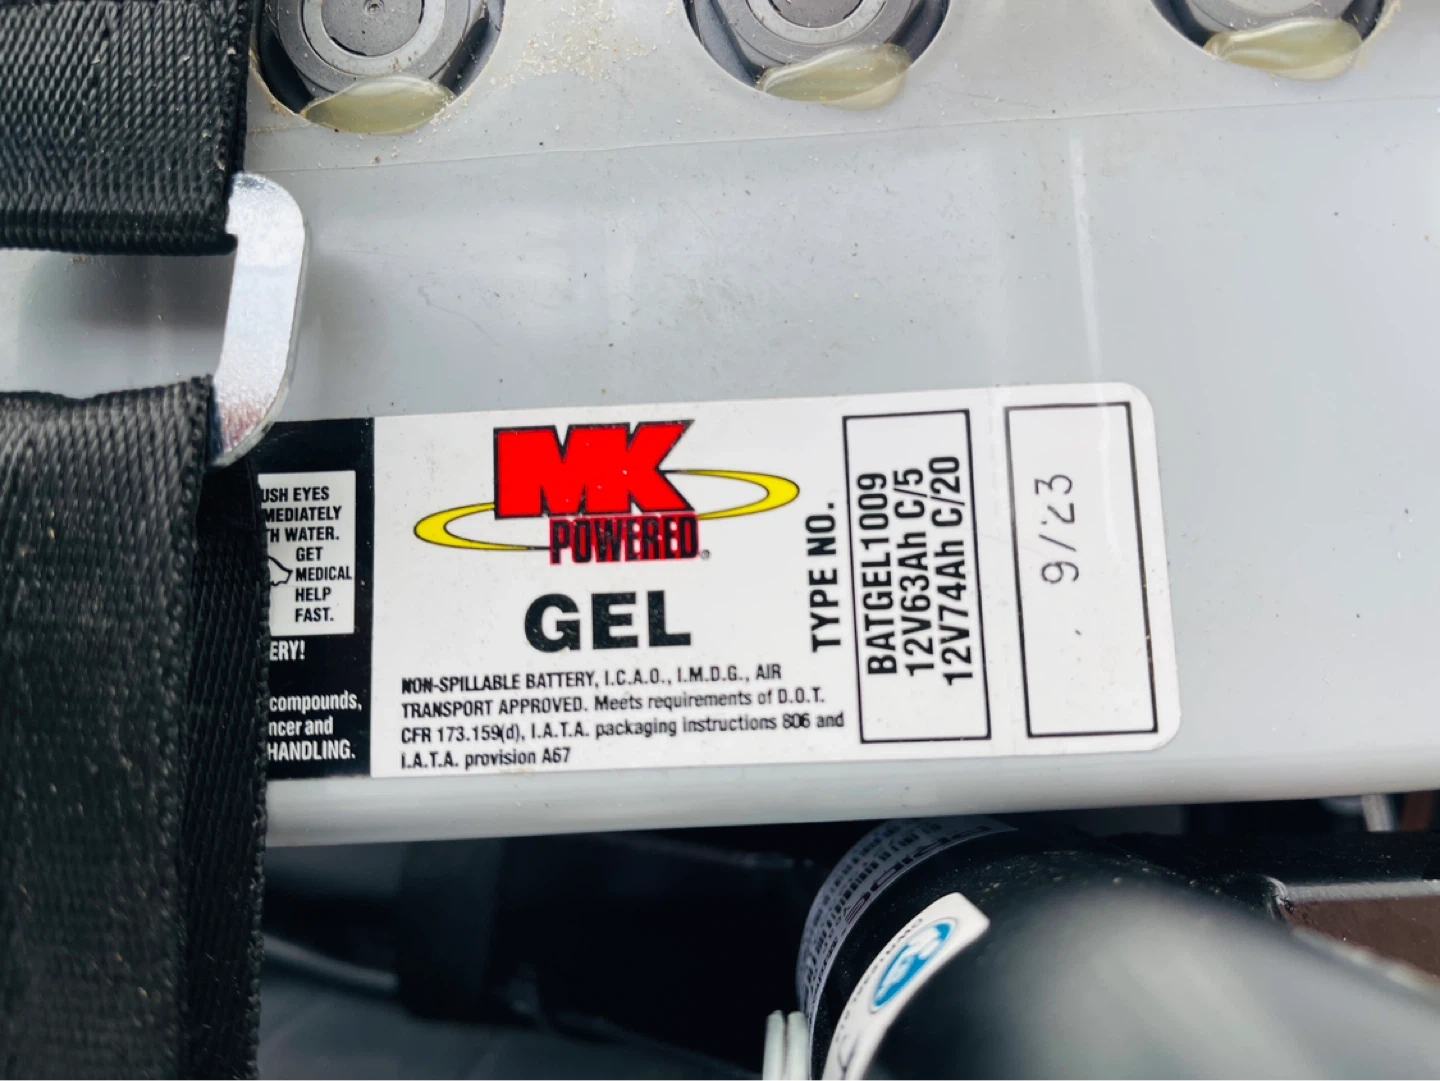 USH EYES
MEDIATELY
TH WATER.
GET
MEDICAL
HELP
FAST.
ERY!
compounds,
ncer and
HANDLING.
MK
POWERED®
GEL
NON-SPILLABLE BATTERY, I.C.A.O., I.M.D.G., AIR
TRANSPORT APPROVED. Meets requirements of D.O.T.
CFR 173.159(d), I.A.T.A. packaging instructions 806 and
I.A.T.A. provision A67
TYPE NO.
BATGEL1009
12V63Ah C/5
12V74Ah C/20
9/23